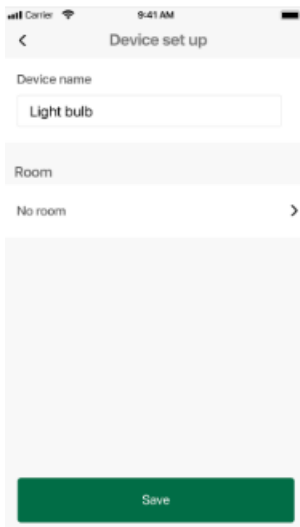 Carrier 9:41 AM
Device set up
Device name
Light bulb
Room
No room
Save